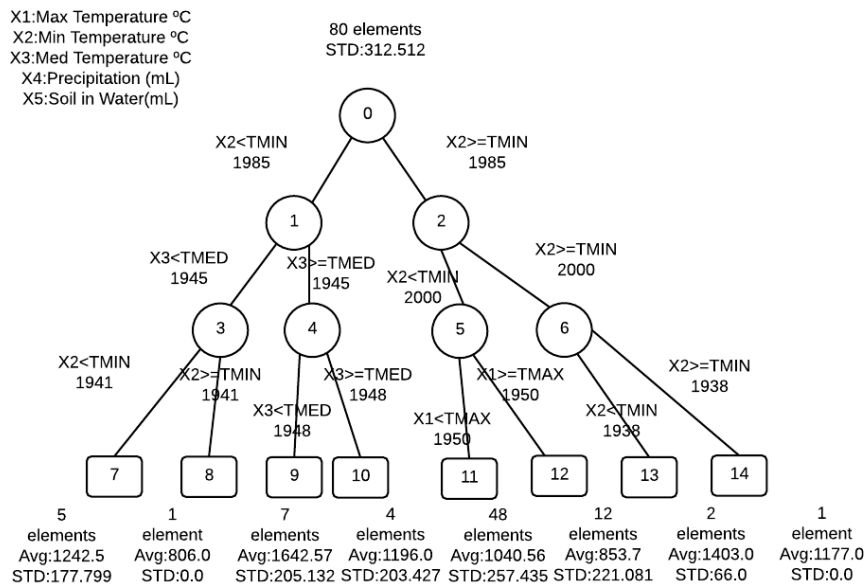 X1:Max Temperature ºC
X2:Min Temperature ºC
X3:Med Temperature ºC
X4:Precipitation (mL)
X5:Soil in Water(mL)
80 elements
STD:312.512
0
X2<TMIN
1985
X2>=TMIN
1985
1
2
X3<TMED
1945
X3>=TMED
1945
X2<TMIN
2000
X2>=TMIN
2000
3
4
5
6
X2<TMIN
1941
X2>=TMIN
1941
X3<TMED
1948
X3>=TMED
1948
X1<TMAX
1950
X1>=TMAX
1950
X2<TMIN
1938
X2>=TMIN
1938
7
8
9
10
11
12
13
14
5
elements
Avg:1242.5
STD:177.799
1
element
Avg:806.0
STD:0.0
7
elements
Avg:1642.57
STD:205.132
4
elements
Avg:1196.0
STD:203.427
48
elements
Avg:1040.56
STD:257.435
12
elements
Avg:853.7
STD:221.081
2
elements
Avg:1403.0
STD:66.0
1
element
Avg:1177.0
STD:0.0